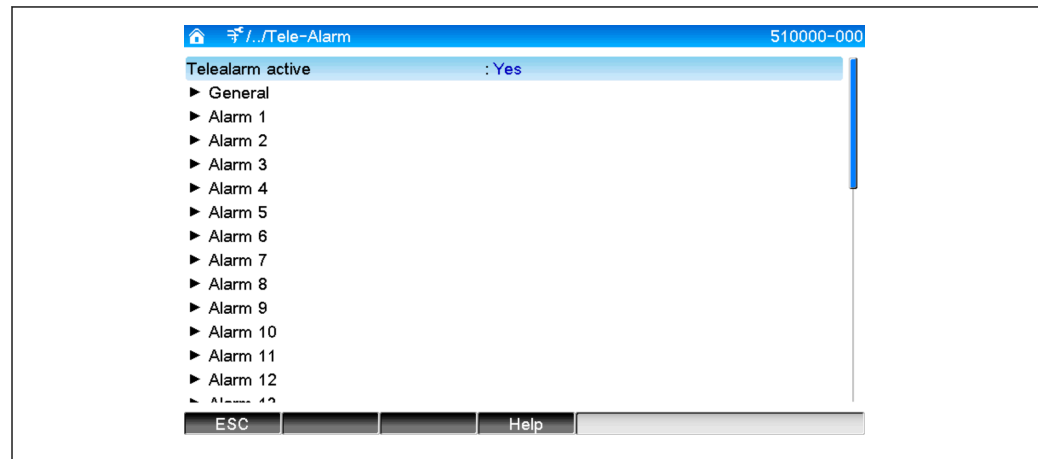 /../Tele-Alarm 510000-000
Telealarm active : Yes
► General
► Alarm 1
► Alarm 2
► Alarm 3
► Alarm 4
► Alarm 5
► Alarm 6
► Alarm 7
► Alarm 8
► Alarm 9
► Alarm 10
► Alarm 11
► Alarm 12
ESC Help